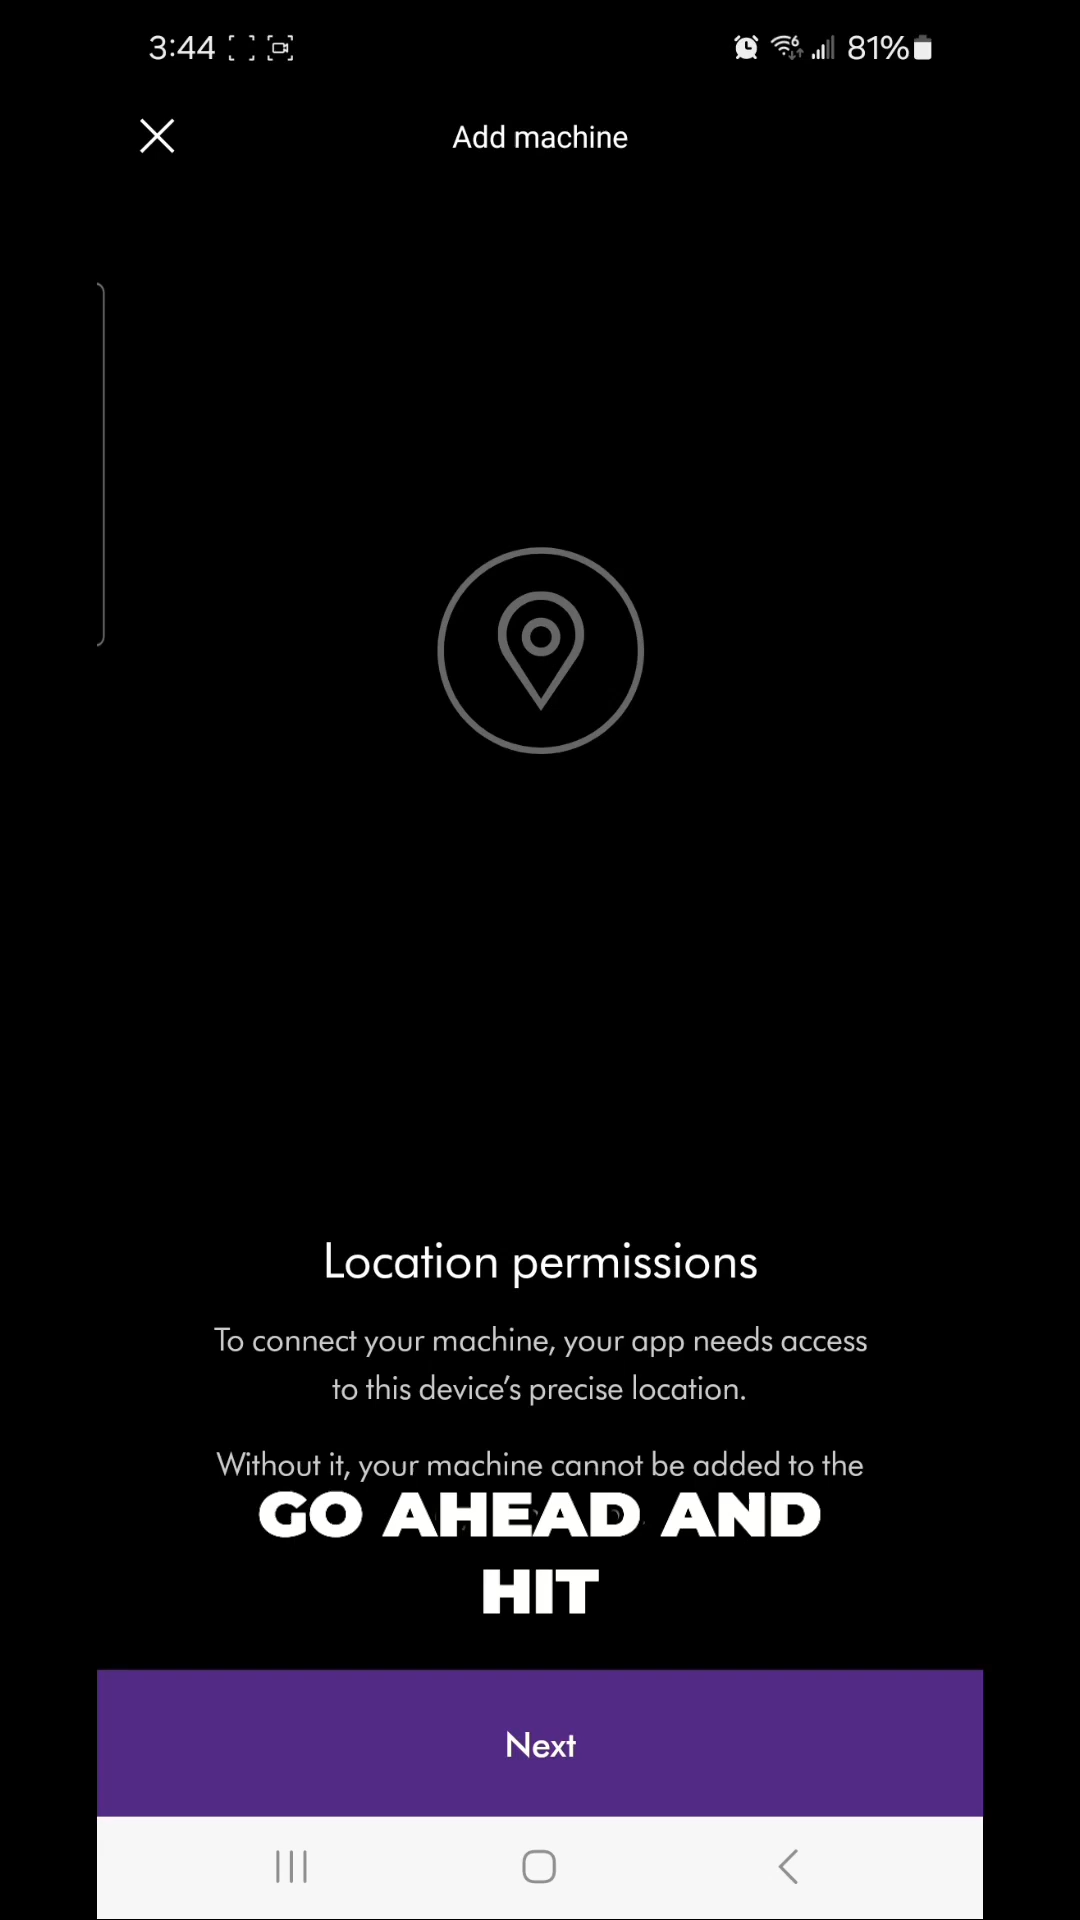 3:44 6 81%
Add machine
Location permissions
To connect your machine, your app needs access
to this device's precise location.
Without it, your machine cannot be added to the
GO AHEAD AND
HIT
Next